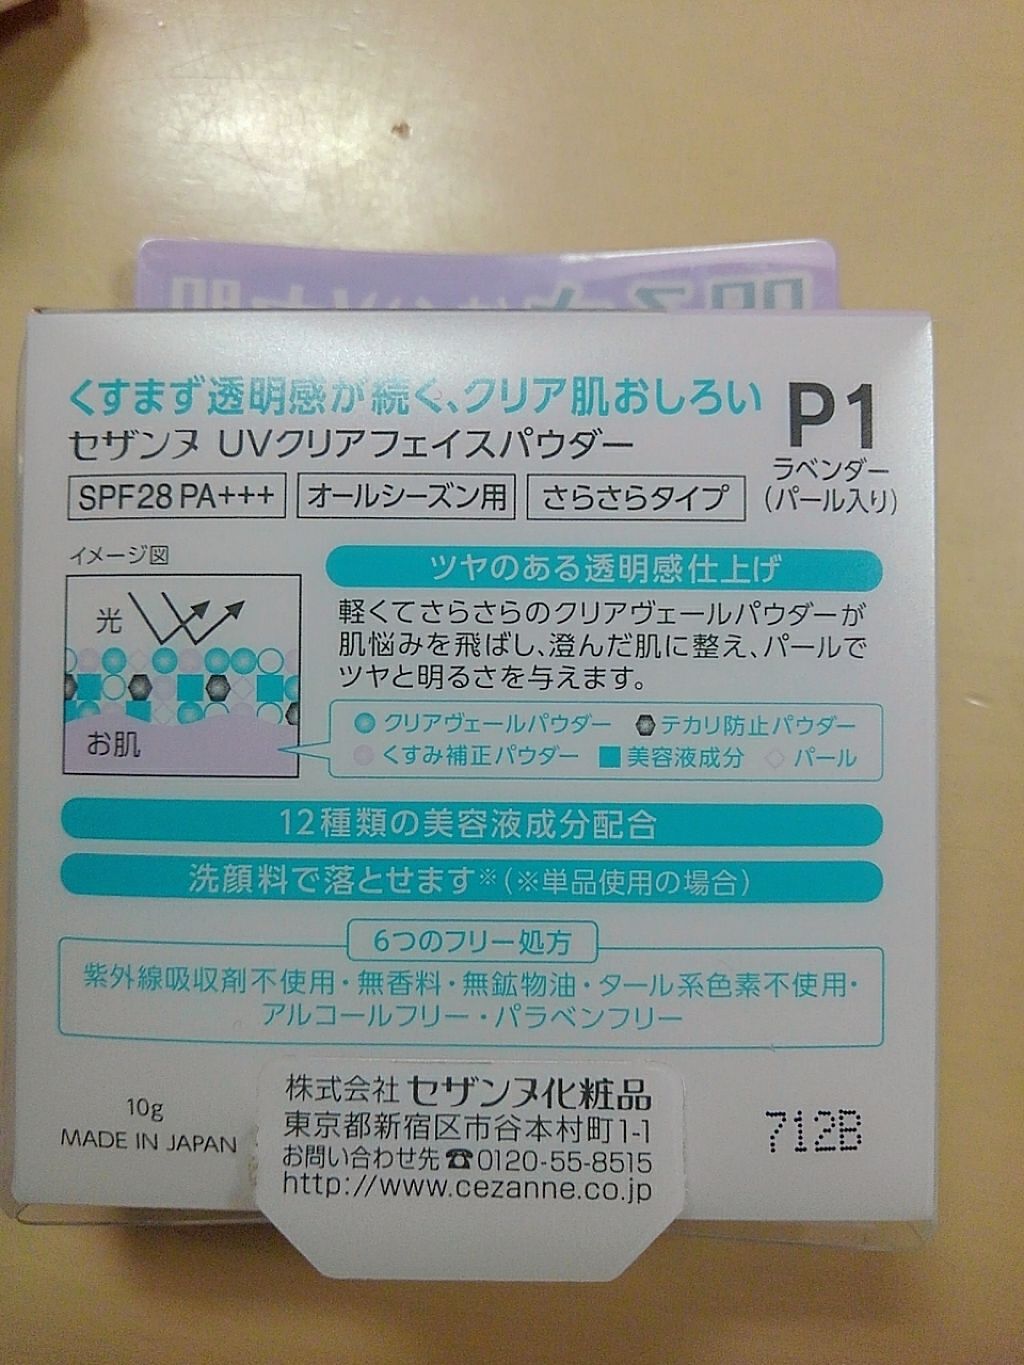 くすまず透明感が続く、クリア肌おしろい
セザンヌ UVクリアフェイスパウダー
P1
ラベンダー
(パール入り)
SPF28 PA+++ オールシーズン用 さらさらタイプ
イメージ図
光
お肌
ツヤのある透明感仕上げ
軽くてさらさらのクリアヴェールパウダーが
肌悩みを飛ばし、澄んだ肌に整え、パールで
ツヤと明るさを与えます。
クリアヴェールパウダー テカリ防止パウダー
くすみ補正パウダー 美容液成分 パール
12種類の美容液成分配合
洗顔料で落とせます※(※単品使用の場合)
6つのフリー処方
紫外線吸収剤不使用・無香料・無鉱物油・タール系色素不使用・
アルコールフリー・パラベンフリー
10g
MADE IN JAPAN
株式会社 セザンヌ化粧品
東京都新宿区市谷本村町1-1
お問い合わせ先☎0120-55-8515
http://www.cezanne.co.jp
712B